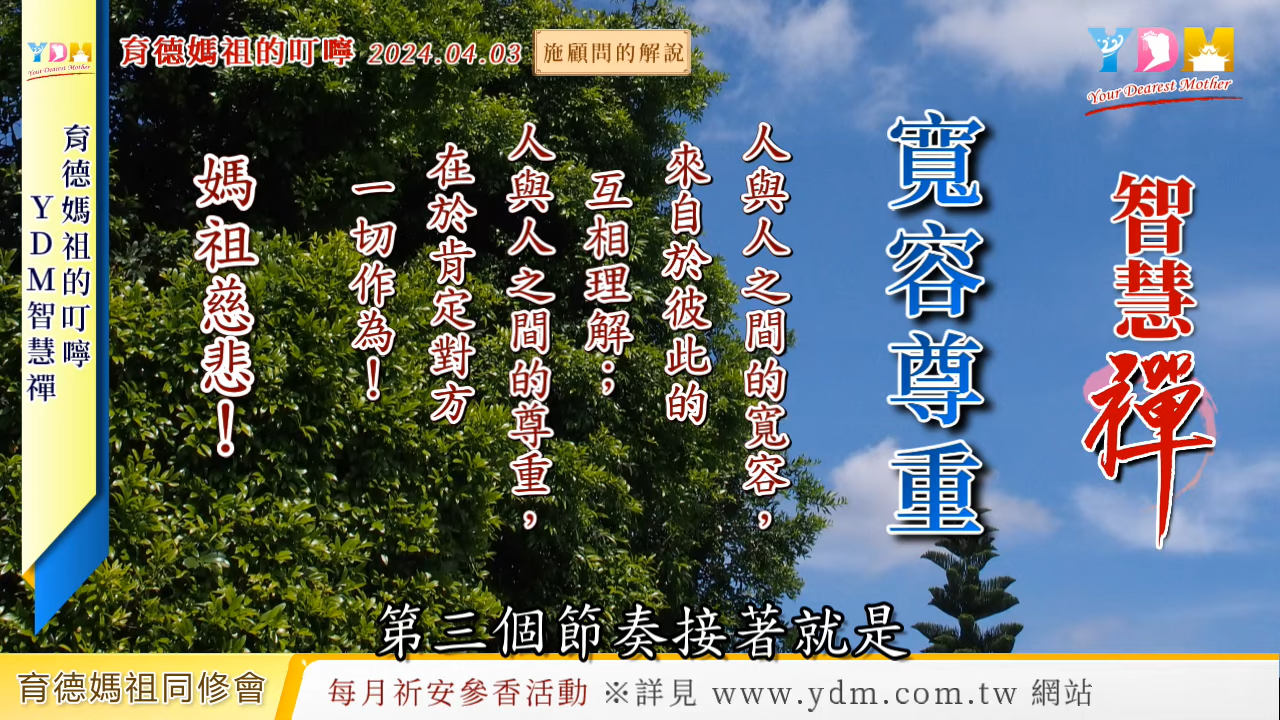 育德媽祖的叮嚀 2024.04.03 施顧問的解說
YDM
Your Dearest Mother
YDM
Your Dearest Mother
育德媽祖的叮嚀
YDM智慧禪
智慧禪
寬容尊重
人與人之間的寬容，
來自於彼此的
互相理解；
人與人之間的尊重，
在於肯定對方
一切作為！
媽祖慈悲！
第三個節奏接著就是
育德媽祖同修會
每月祈安參香活動 ※詳見 www.ydm.com.tw 網站